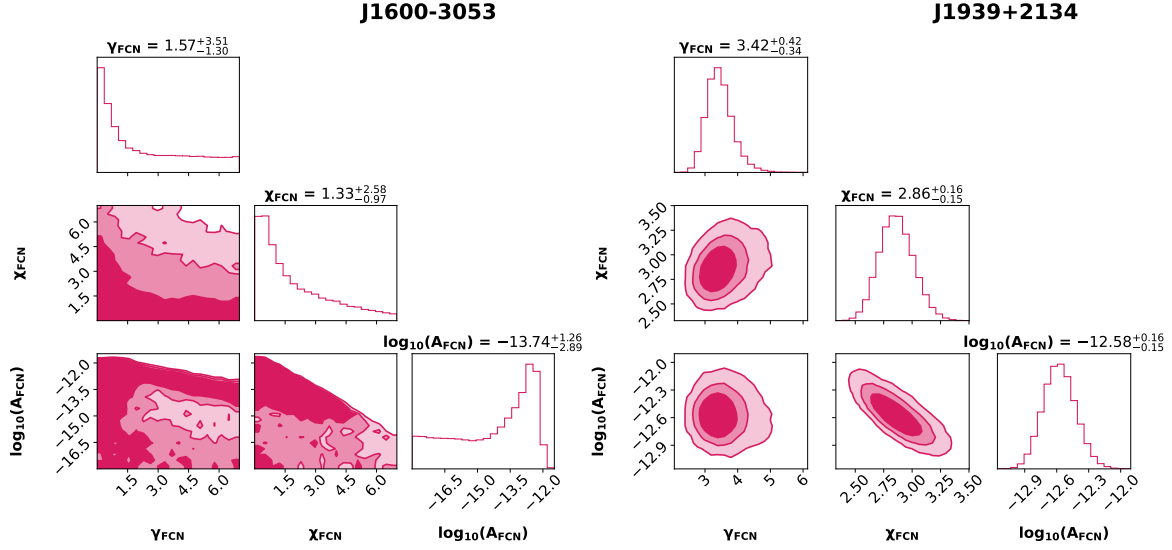 J1600-3053
J1939+2134
γFCN = 1.57+3.51−1.30
γFCN = 3.42+0.42−0.34
χFCN = 1.33+2.58−0.97
χFCN = 2.86+0.16−0.15
χFCN
6.0
4.5
3.0
1.5
χFCN
3.50
3.25
3.00
2.75
2.50
log10(AFCN) = −13.74+1.26−2.89
log10(AFCN) = −12.58+0.16−0.15
log10(AFCN)
−12.0
−13.5
−15.0
−16.5
log10(AFCN)
−12.0
−12.3
−12.6
−12.9
1.5 3.0 4.5 6.0
1.5 3.0 4.5 6.0
−16.5 −15.0 −13.5 −12.0
3 4 5 6
2.50 2.75 3.00 3.25 3.50
−12.9 −12.6 −12.3 −12.0
γFCN
χFCN
log10(AFCN)
γFCN
χFCN
log10(AFCN)